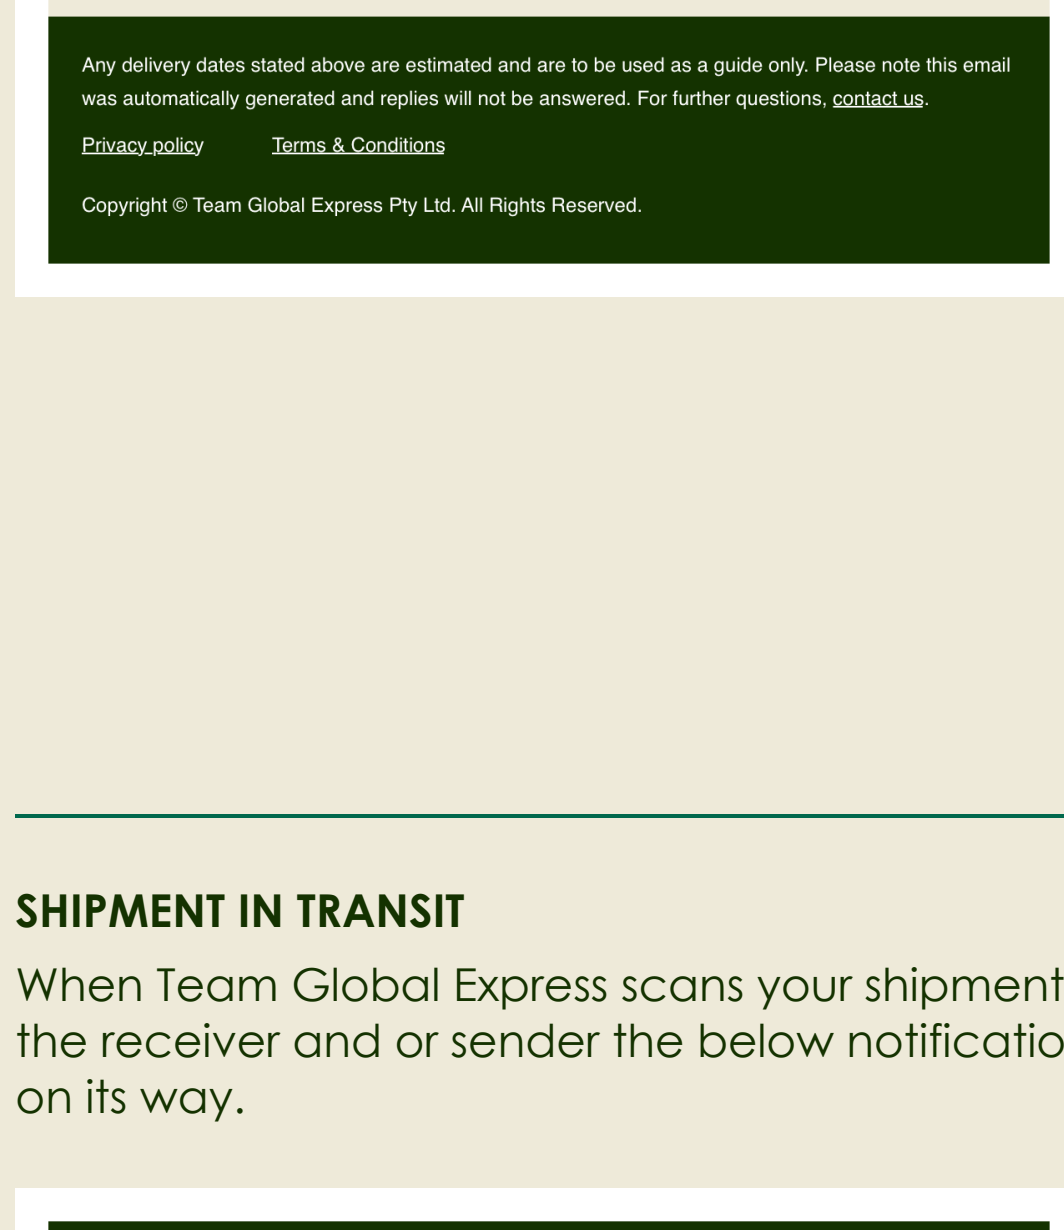 Any delivery dates stated above are estimated and are to be used as a guide only. Please note this email
was automatically generated and replies will not be answered. For further questions, contact us.
Privacy policy Terms & Conditions
Copyright © Team Global Express Pty Ltd. All Rights Reserved.
SHIPMENT IN TRANSIT
When Team Global Express scans your shipment
the receiver and or sender the below notificatio
on its way.